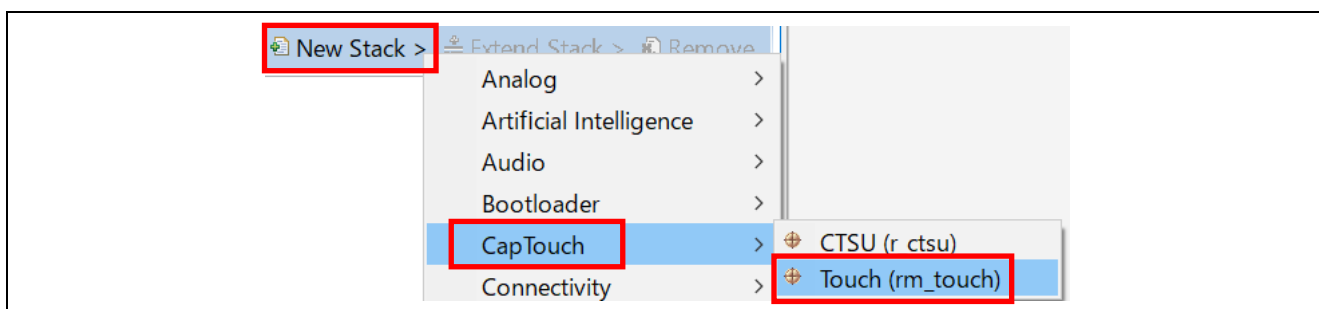 New Stack > Extend Stack > Remove
Analog >
Artificial Intelligence >
Audio >
Bootloader >
CapTouch > CTSU (r_ctsu)
Touch (rm_touch)
Connectivity >